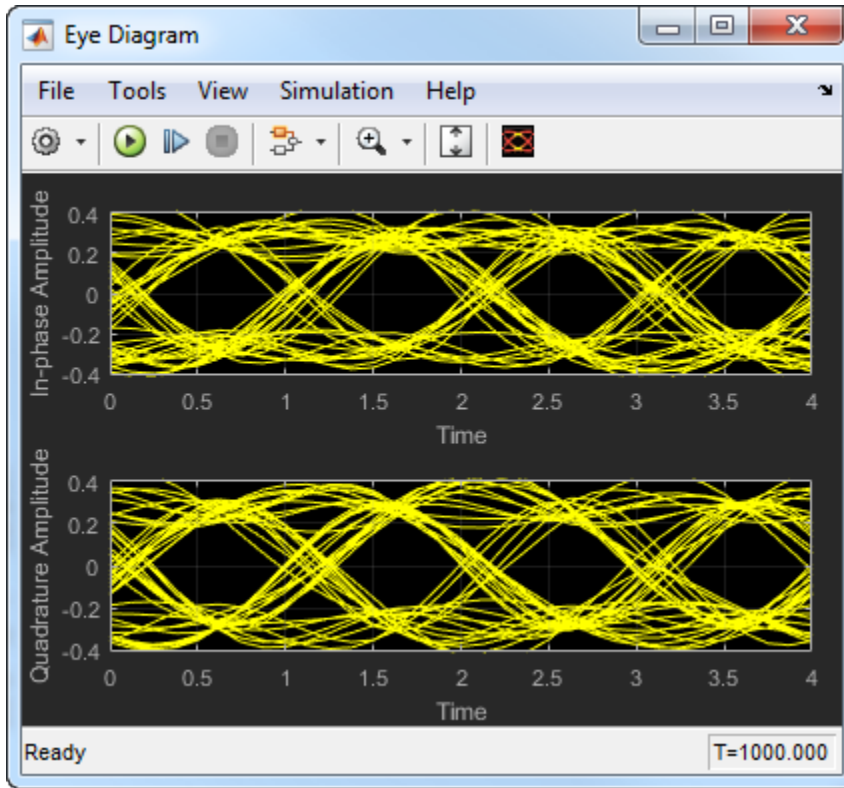 Eye Diagram
File Tools View Simulation Help
In-phase Amplitude
0.4
0.2
0
-0.2
-0.4
0 0.5 1 1.5 2 2.5 3 3.5 4
Time
Quadrature Amplitude
0.4
0.2
0
-0.2
-0.4
0 0.5 1 1.5 2 2.5 3 3.5 4
Time
Ready T=1000.000